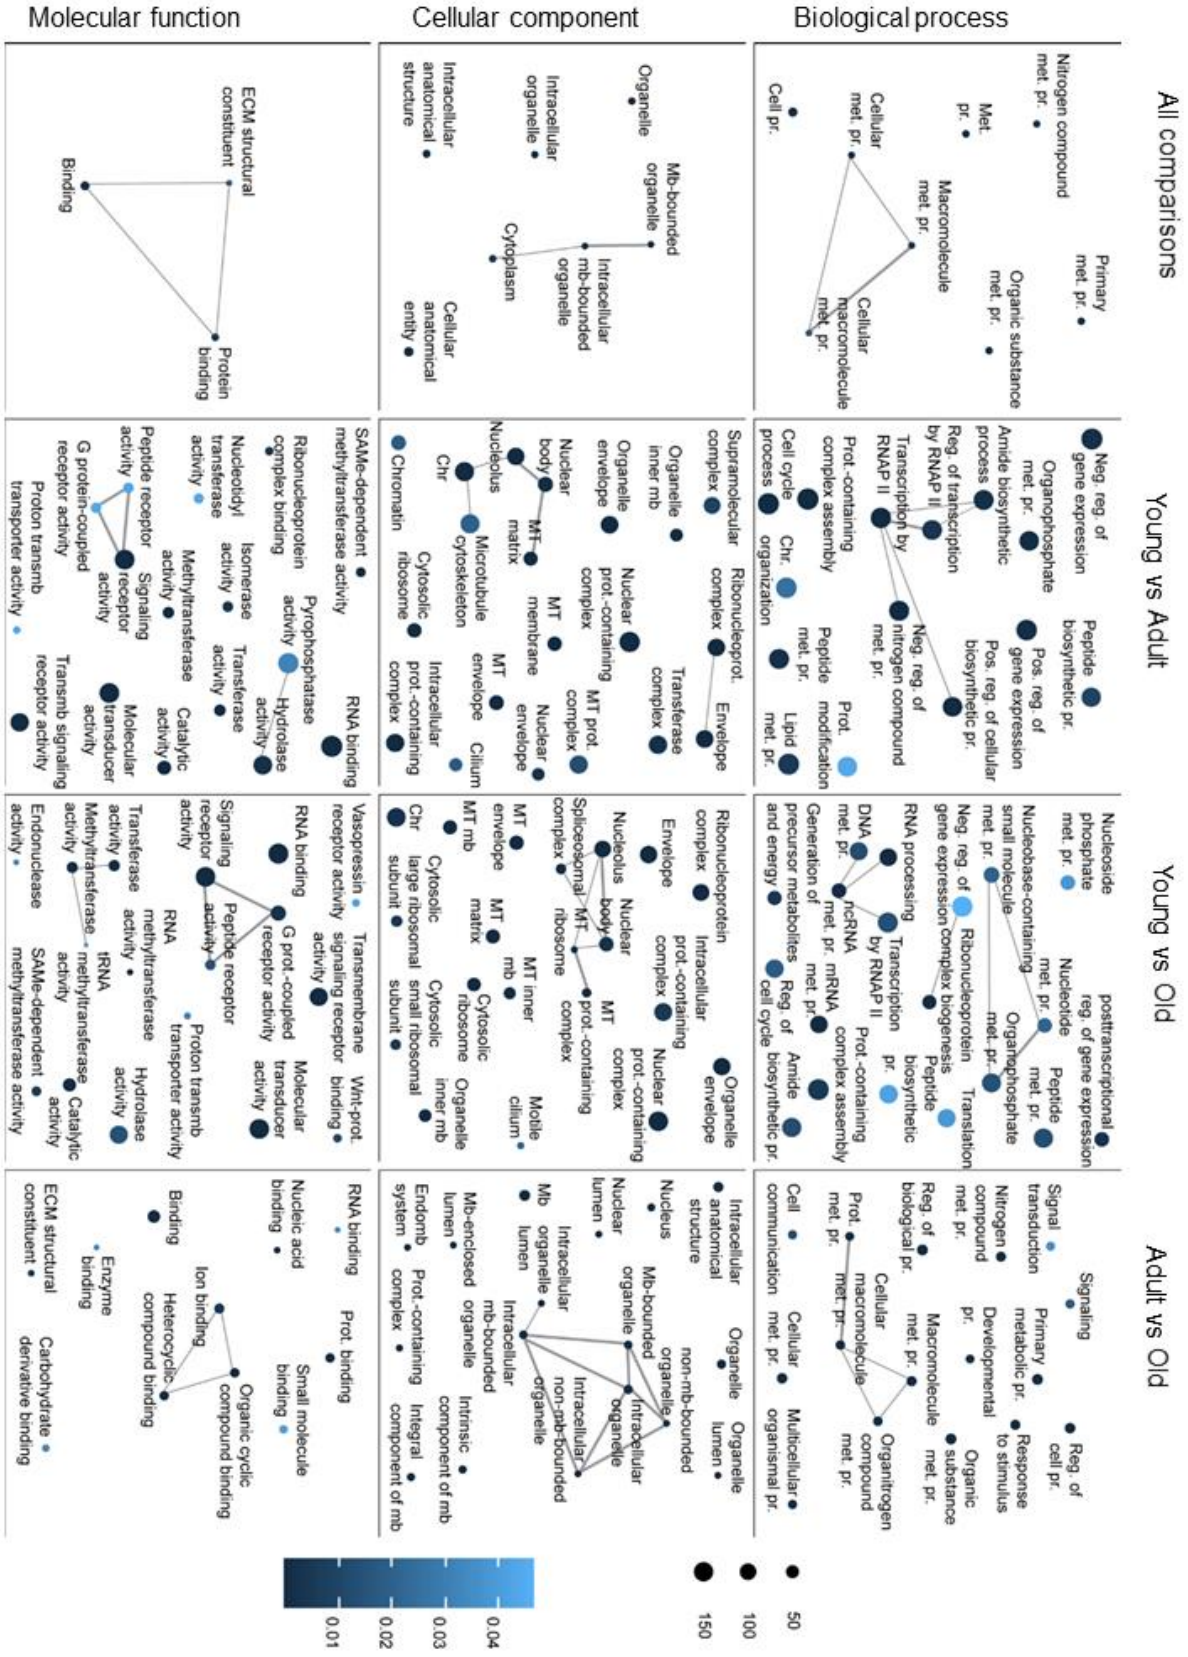 Molecular function
Cellular component
Biological process
All comparisons
Nitrogen compound
met. pr.
Met.
pr.
Cellular
met. pr.
Cell pr.
Macromolecule
met. pr.
Primary
met. pr.
Organic substance
met. pr.
Cellular
macromolecule
met. pr.
Organelle
Intracellular
organelle
Intracellular
anatomical
structure
Mb-bounded
organelle
Intracellular
mb-bounded
organelle
Cytoplasm
Cellular
anatomical
entity
ECM structural
constituent
Binding
Protein
binding
Young vs Adult
Neg. reg. of
gene expression
Organophosphate
met. pr.
Amide biosynthetic
process
Reg. of transcription
by RNAP II
Transcription by
RNAP II
Prot.-containing
complex assembly
Cell cycle
process
Chr.
organization
Peptide
biosynthetic pr.
Pos. reg. of
gene expression
Pos. reg. of cellular
biosynthetic pr.
Neg. reg. of
nitrogen compound
met. pr.
Peptide
met. pr.
Prot.
modification
Lipid
met. pr.
Supramolecular
complex
Organelle
inner mb
Organelle
envelope
Nuclear
body
MT
matrix
Nucleolus
Chr
Microtubule
cytoskeleton
Chromatin
Cytosolic
ribosome
Ribonucleoprot.
complex
Envelope
Transferase
complex
Nuclear
prot.-containing
complex
MT
membrane
MT prot.
complex
MT
envelope
Nuclear
envelope
Cilium
Intracellular
prot.-containing
complex
SAMe-dependent
methyltransferase activity
Ribonucleoprotein
complex binding
Nucleotidyl
transferase
activity
Isomerase
activity
Peptide receptor
activity
Methyltransferase
activity
G protein-coupled
receptor activity
Signaling
receptor
activity
Proton transmb
transporter activity
Pyrophosphatase
activity
RNA binding
Hydrolase
activity
Transferase
activity
Catalytic
activity
Molecular
transducer
activity
Transmb signaling
receptor activity
Young vs Old
Nucleoside
phosphate
met. pr.
posttranscriptional
reg. of gene expression
Nucleobase-containing
small molecule
met. pr.
Nucleotide
met. pr.
Peptide
met. pr.
Organophosphate
met. pr.
Neg. reg. of
gene expression
Ribonucleoprotein
complex biogenesis
Translation
RNA processing
Transcription
by RNAP II
Peptide
biosynthetic
pr.
DNA
met. pr.
ncRNA
met. pr.
Generation of
precursor metabolites
and energy
mRNA
met. pr.
Prot.-containing
complex assembly
Reg. of
cell cycle
Amide
biosynthetic pr.
Ribonucleoprotein
complex
Envelope
Intracellular
prot.-containing
complex
Organelle
envelope
Nucleolus
Nuclear
body
Spliceosomal
complex
MT
ribosome
MT
prot.-containing
complex
Nuclear
prot.-containing
complex
MT
envelope
MT mb
MT
matrix
MT inner
mb
Motile
cilium
Chr
Cytosolic
large ribosomal
subunit
Cytosolic
ribosome
Cytosolic
small ribosomal
subunit
Organelle
inner mb
Vasopressin
receptor activity
Transmembrane
signaling receptor
activity
Wnt-prot.
binding
RNA binding
G prot.-coupled
receptor activity
Signaling
receptor
activity
Peptide receptor
activity
Molecular
transducer
activity
Proton transmb
transporter activity
Transferase
activity
RNA
methyltransferase
activity
Methyltransferase
activity
tRNA
methyltransferase
activity
Hydrolase
activity
Catalytic
activity
Endonuclease
activity
SAMe-dependent
methyltransferase activity
Adult vs Old
Signal
transduction
Signaling
Reg. of
cell pr.
Nitrogen
compound
met. pr.
Primary
metabolic pr.
Response
to stimulus
Reg. of
biological pr.
Developmental
pr.
Organic
substance
met. pr.
Prot.
met. pr.
Cellular
macromolecule
met. pr.
Macromolecule
met. pr.
Organitrogen
compound
met. pr.
Cell
communication
Cellular
met. pr.
Multicellular
organismal pr.
Intracellular
anatomical
structure
Organelle
Organelle
lumen
Nucleus
Nuclear
lumen
Mb-bounded
organelle
non-mb-bounded
organelle
Mb
organelle
lumen
Intracellular
organelle
Intracellular
non-mb-bounded
organelle
Mb-enclosed
lumen
Intracellular
mb-bounded
organelle
Intrinsic
component of mb
Endomb
system
Prot.-containing
complex
Integral
component of mb
RNA binding
Prot. binding
Nucleic acid
binding
Small molecule
binding
Binding
Ion binding
Organic cyclic
compound binding
Heterocyclic
compound binding
Enzyme
binding
ECM structural
constituent
Carbohydrate
derivative binding
50
100
150
0.01
0.02
0.03
0.04